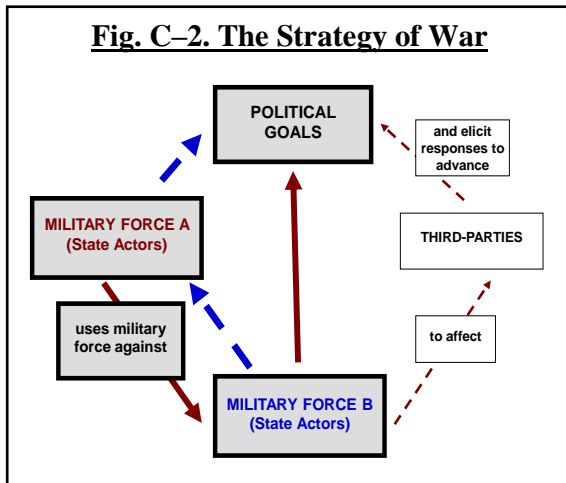 Fig. C–2. The Strategy of War
POLITICAL
GOALS
and elicit
responses to
advance
MILITARY FORCE A
(State Actors)
THIRD-PARTIES
uses military
force against
to affect
MILITARY FORCE B
(State Actors)